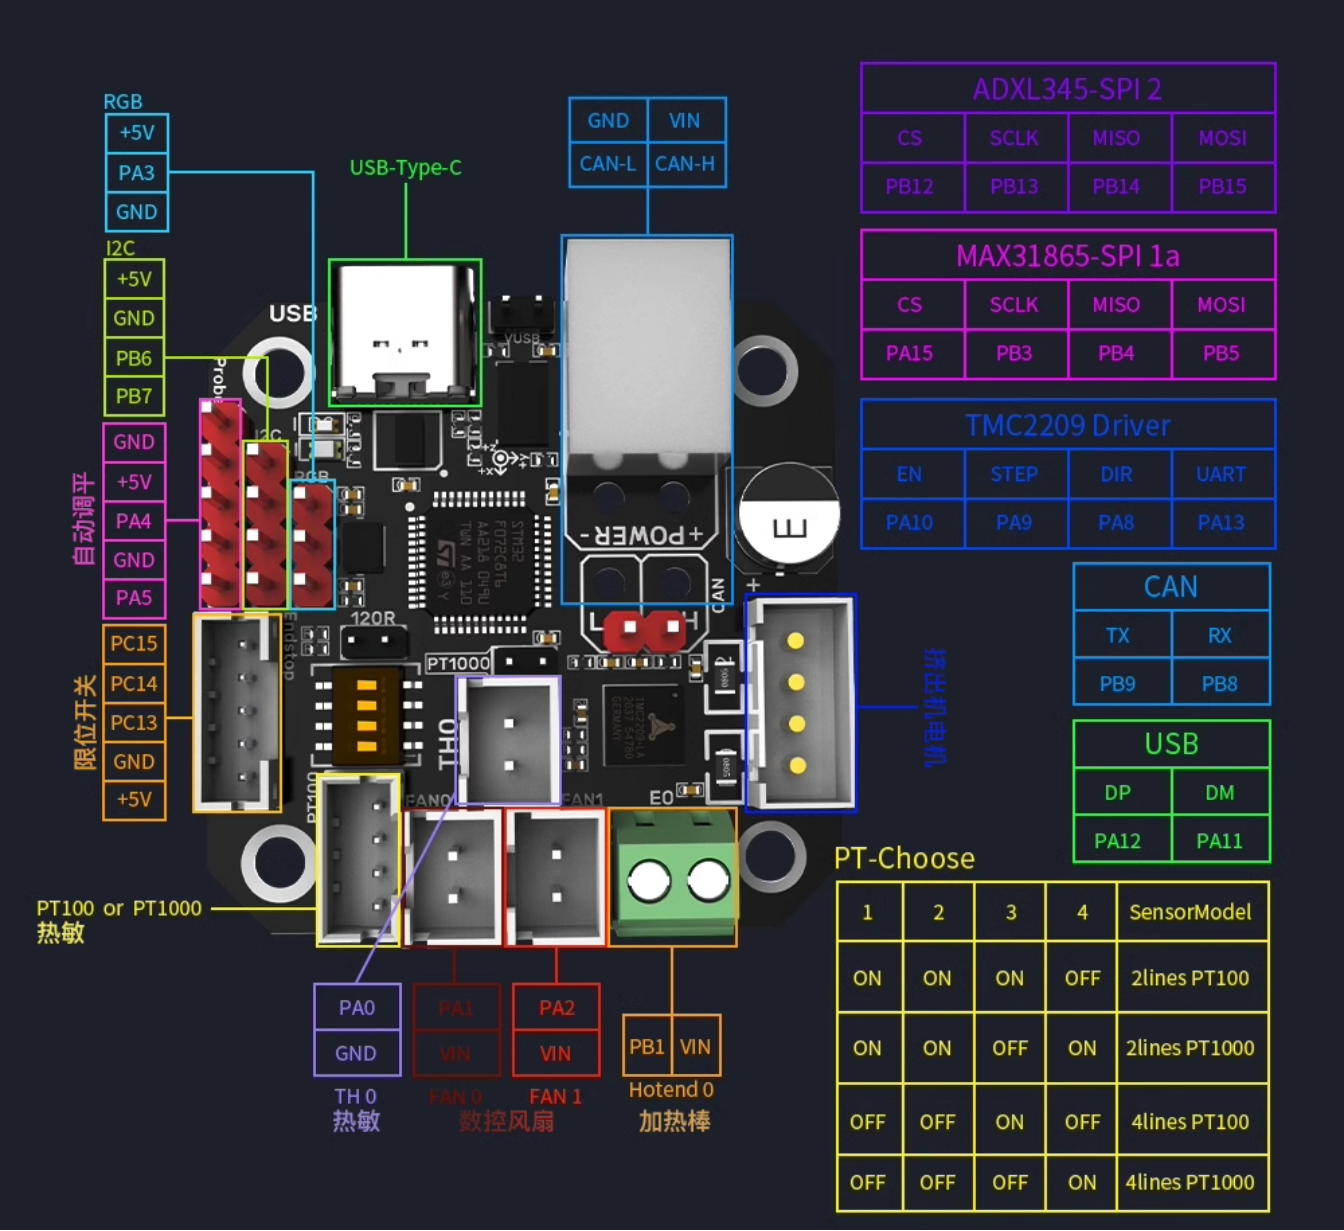 RGB
+5V
PA3
GND
I2C
+5V
GND
PB6
PB7
自动调平
GND
+5V
PA4
GND
PA5
限位开关
PC15
PC14
PC13
GND
+5V
PT100 or PT1000
热敏
USB-Type-C
GND VIN
CAN-L CAN-H
USB
VUSB
Probe
I2C
RGB
+z
+x
+y
STM32
F072C8T6
-POWER+
CAN
L H
+
E
Endstop
120R
PT1000
TH0
PT100
FAN0
FAN1
E0
TMC2209-LA
GERMANY
挤出机电机
PA0
GND
TH 0
热敏
PA1
VIN
FAN 0
PA2
VIN
FAN 1
数控风扇
PB1 VIN
Hotend 0
加热棒
ADXL345-SPI 2
CS SCLK MISO MOSI
PB12 PB13 PB14 PB15
MAX31865-SPI 1a
CS SCLK MISO MOSI
PA15 PB3 PB4 PB5
TMC2209 Driver
EN STEP DIR UART
PA10 PA9 PA8 PA13
CAN
TX RX
PB9 PB8
USB
DP DM
PA12 PA11
PT-Choose
1 2 3 4 SensorModel
ON ON ON OFF 2lines PT100
ON ON OFF ON 2lines PT1000
OFF OFF ON OFF 4lines PT100
OFF OFF OFF ON 4lines PT1000